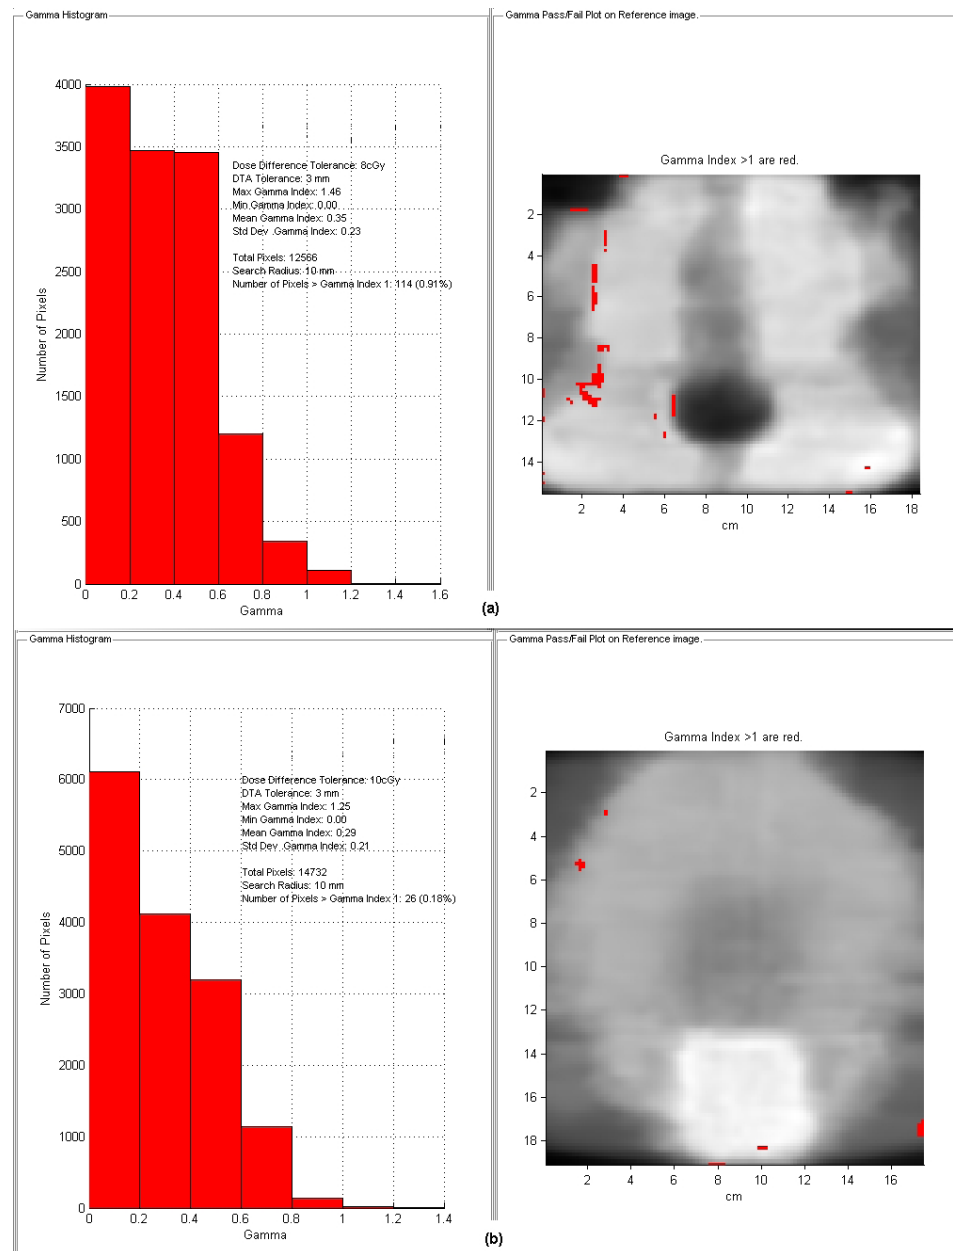 Gamma Histogram
Gamma Pass/Fail Plot on Reference image.
4000
3500
3000
2500
2000
1500
1000
500
0
Number of Pixels
Dose Difference Tolerance: 8cGy
DTA Tolerance: 3 mm
Max Gamma Index: 1.46
Min Gamma Index: 0.00
Mean Gamma Index: 0.35
Std Dev .Gamma Index: 0.23
Total Pixels: 12566
Search Radius: 10 mm
Number of Pixels > Gamma Index 1: 114 (0.91%)
0 0.2 0.4 0.6 0.8 1 1.2 1.4 1.6
Gamma
Gamma Index >1 are red.
2
4
6
8
10
12
14
2 4 6 8 10 12 14 16 18
cm
(a)
Gamma Histogram
Gamma Pass/Fail Plot on Reference image.
7000
6000
5000
4000
3000
2000
1000
0
Number of Pixels
Dose Difference Tolerance: 10cGy
DTA Tolerance: 3 mm
Max Gamma Index: 1.25
Min Gamma Index: 0.00
Mean Gamma Index: 0.29
Std Dev .Gamma Index: 0.21
Total Pixels: 14732
Search Radius: 10 mm
Number of Pixels > Gamma Index 1: 26 (0.18%)
0 0.2 0.4 0.6 0.8 1 1.2 1.4
Gamma
Gamma Index >1 are red.
2
4
6
8
10
12
14
16
18
2 4 6 8 10 12 14 16
cm
(b)